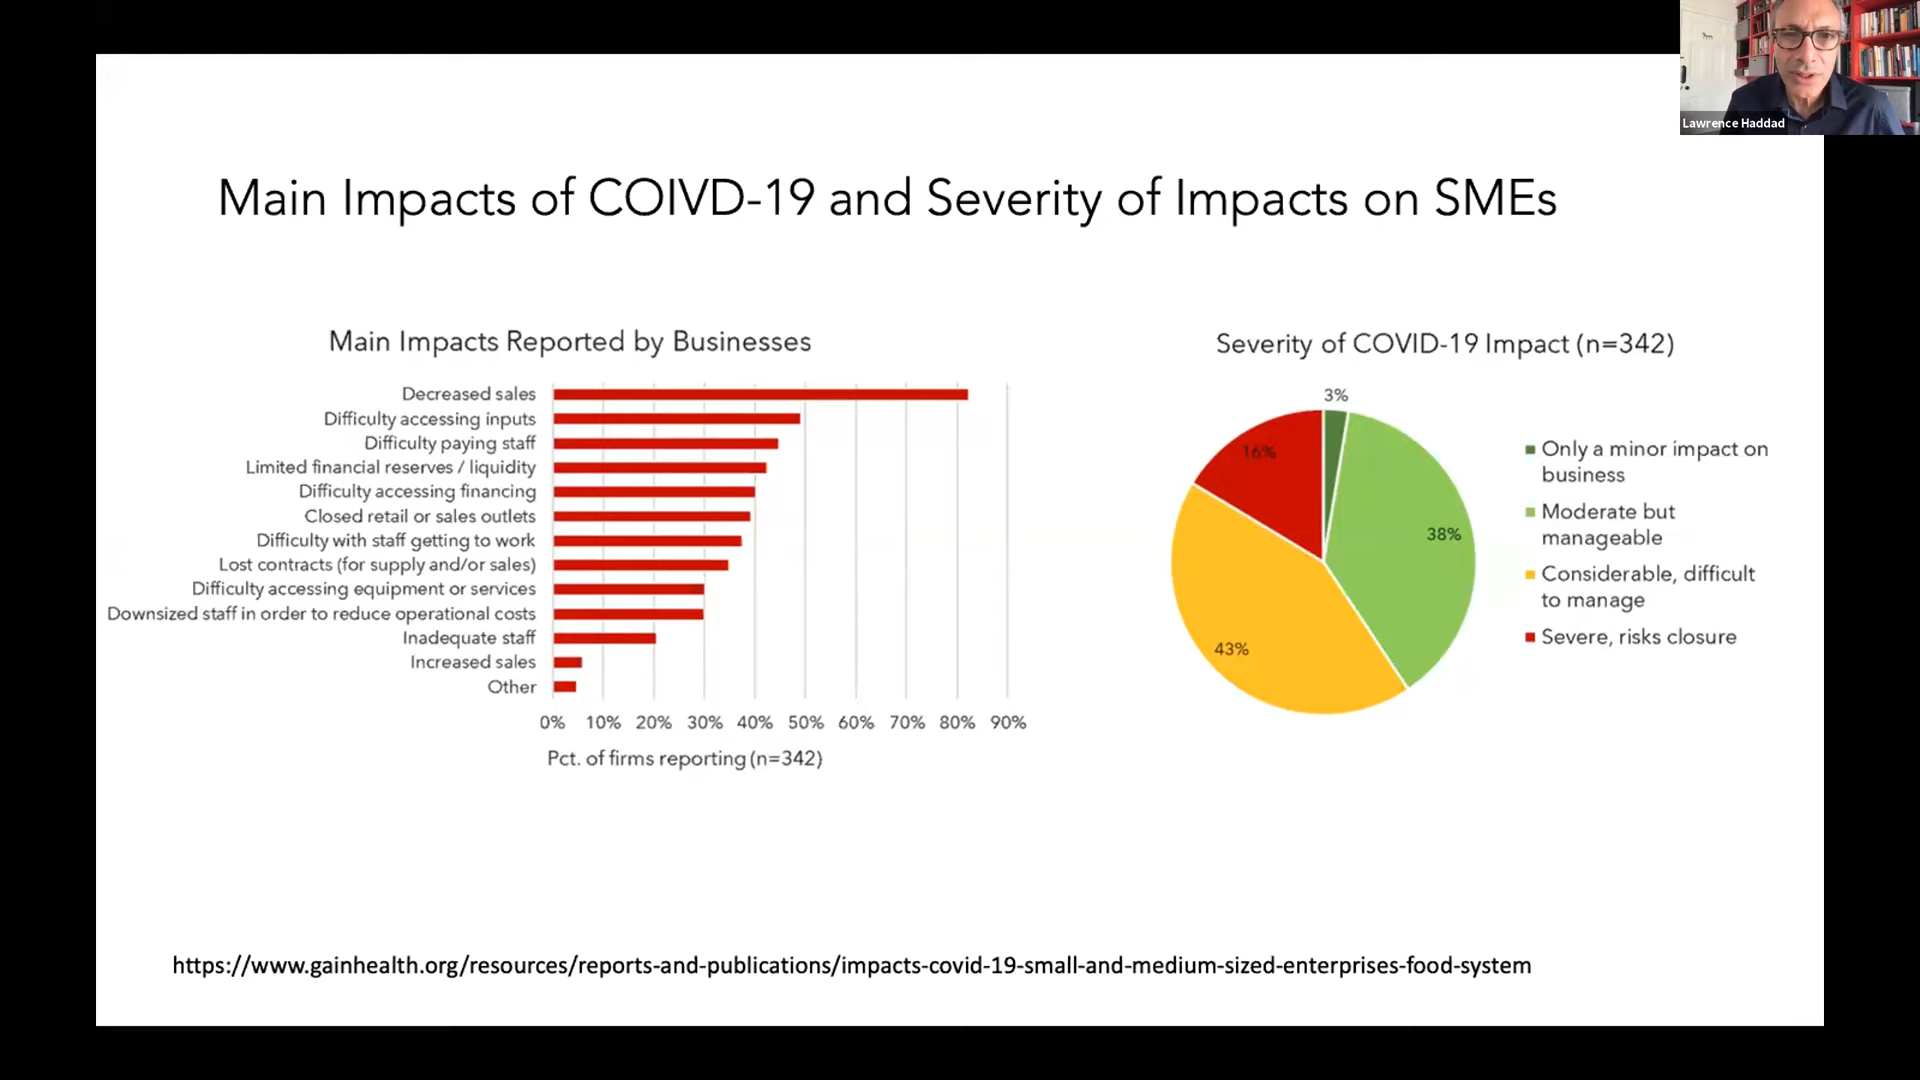 Lawrence Haddad
Main Impacts of COIVD-19 and Severity of Impacts on SMEs
Main Impacts Reported by Businesses
Decreased sales
Difficulty accessing inputs
Difficulty paying staff
Limited financial reserves / liquidity
Difficulty accessing financing
Closed retail or sales outlets
Difficulty with staff getting to work
Lost contracts (for supply and/or sales)
Difficulty accessing equipment or services
Downsized staff in order to reduce operational costs
Inadequate staff
Increased sales
Other
0% 10% 20% 30% 40% 50% 60% 70% 80% 90%
Pct. of firms reporting (n=342)
Severity of COVID-19 Impact (n=342)
3%
16%
38%
43%
Only a minor impact on
business
Moderate but
manageable
Considerable, difficult
to manage
Severe, risks closure
https://www.gainhealth.org/resources/reports-and-publications/impacts-covid-19-small-and-medium-sized-enterprises-food-system